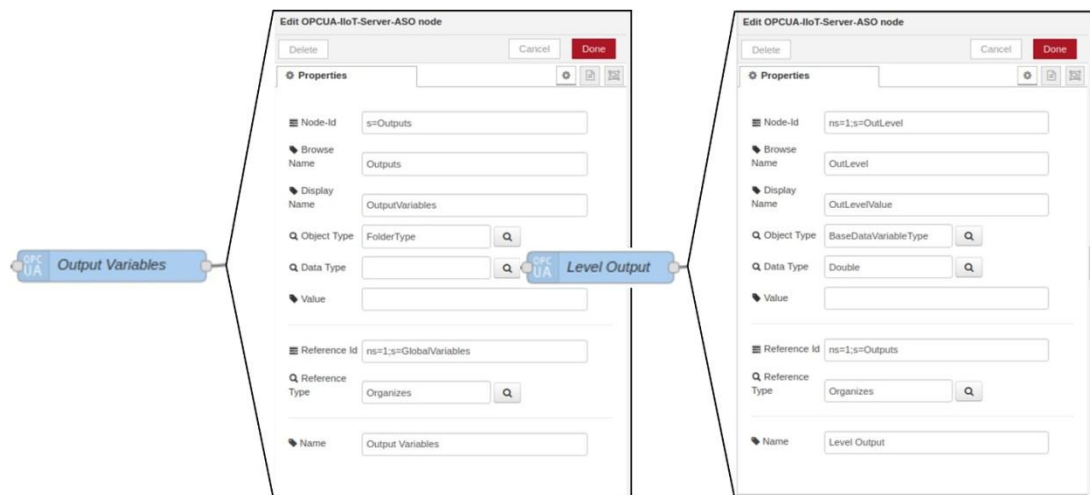 Edit OPCUA-IIoT-Server-ASO node
Delete
Cancel
Done
Properties
Node-Id
s=Outputs
Browse
Name
Outputs
Display
Name
OutputVariables
Object Type
FolderType
Data Type
Value
Reference Id
ns=1;s=GlobalVariables
Reference
Type
Organizes
Name
Output Variables
OPC
UA
Output Variables
Edit OPCUA-IIoT-Server-ASO node
Delete
Cancel
Done
Properties
Node-Id
ns=1;s=OutLevel
Browse
Name
OutLevel
Display
Name
OutLevelValue
Object Type
BaseDataVariableType
Data Type
Double
Value
Reference Id
ns=1;s=Outputs
Reference
Type
Organizes
Name
Level Output
OPC
UA
Level Output